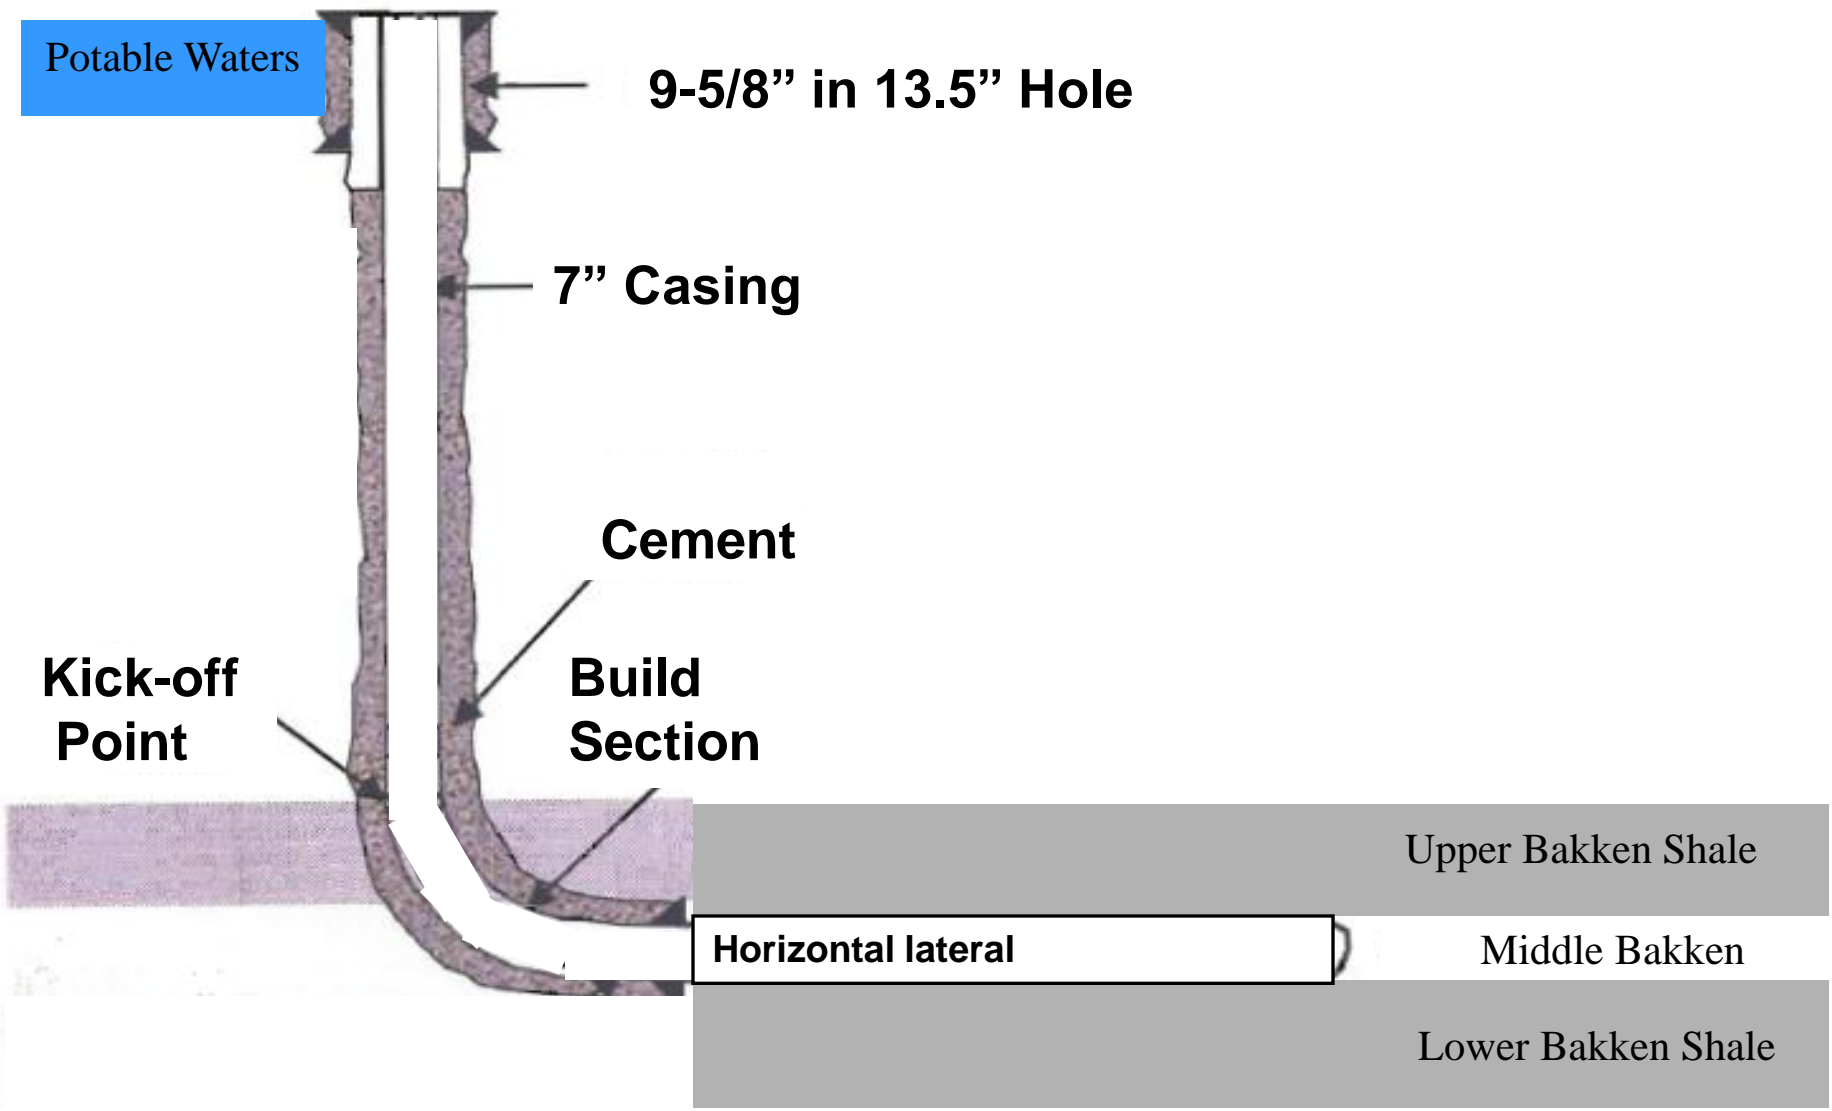 Potable Waters
9-5/8” in 13.5” Hole
7” Casing
Cement
Kick-off
Point
Build
Section
Upper Bakken Shale
Horizontal lateral
Middle Bakken
Lower Bakken Shale